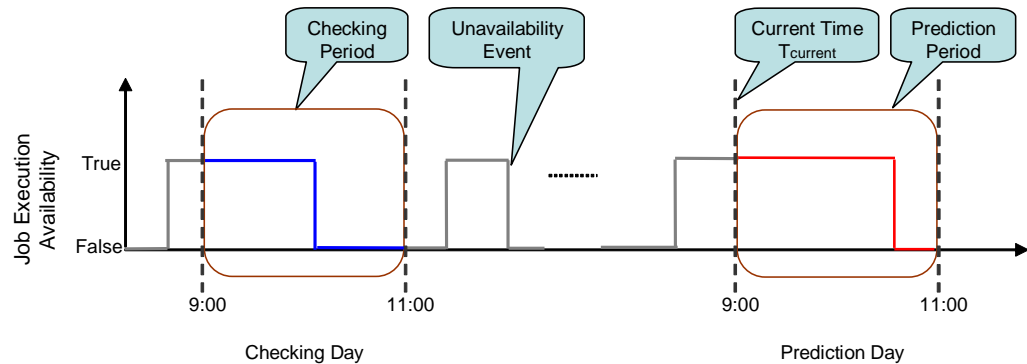 Checking
Period
Unavailability
Event
Current Time
Tcurrent
Prediction
Period
Job Execution
Availability
True
False
9:00
11:00
9:00
11:00
Checking Day
Prediction Day